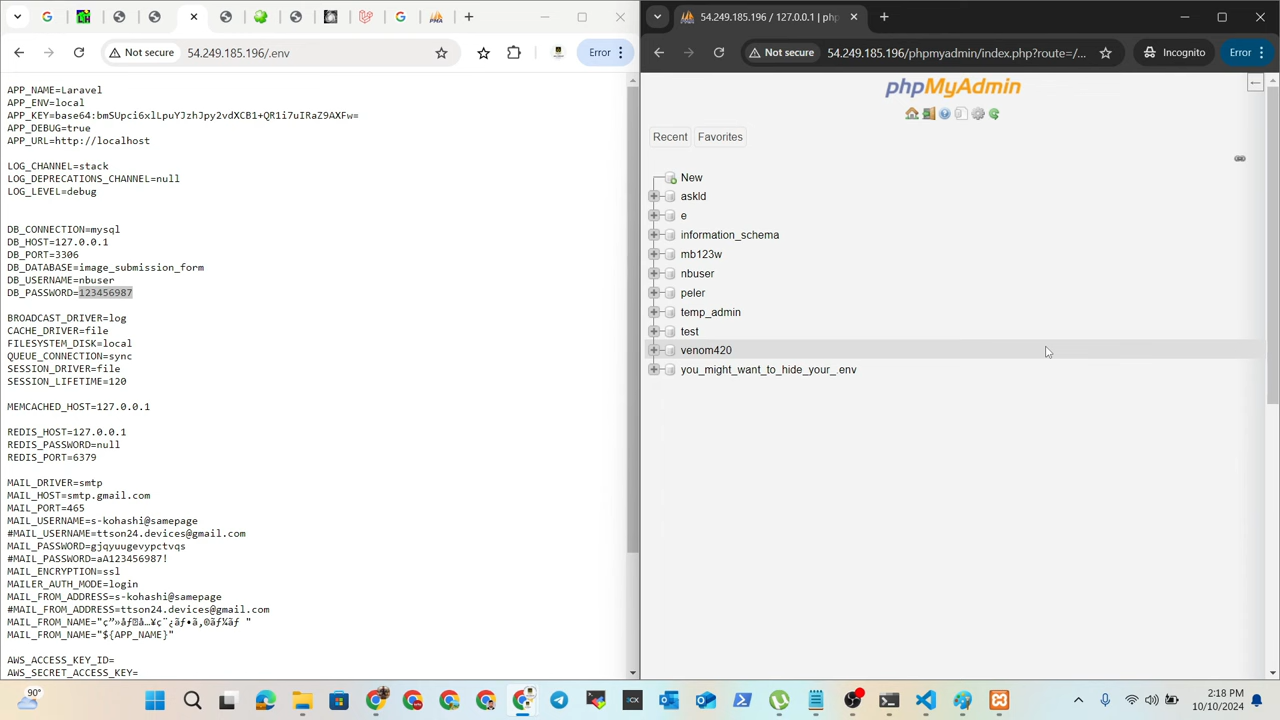 54.249.185.196 / 127.0.0.1 | php
Not secure 54.249.185.196/.env Error
Not secure 54.249.185.196/phpmyadmin/index.php?route=/... Incognito Error
APP_NAME=Laravel
APP_ENV=local
APP_KEY=base64:bmSUpci6xlLpuYJzhJpy2vdXCB1+QR1i7uIRaZ9AXFw=
APP_DEBUG=true
APP_URL=http://localhost
LOG_CHANNEL=stack
LOG_DEPRECATIONS_CHANNEL=null
LOG_LEVEL=debug
DB_CONNECTION=mysql
DB_HOST=127.0.0.1
DB_PORT=3306
DB_DATABASE=image_submission_form
DB_USERNAME=nbuser
DB_PASSWORD=123456987
BROADCAST_DRIVER=log
CACHE_DRIVER=file
FILESYSTEM_DISK=local
QUEUE_CONNECTION=sync
SESSION_DRIVER=file
SESSION_LIFETIME=120
MEMCACHED_HOST=127.0.0.1
REDIS_HOST=127.0.0.1
REDIS_PASSWORD=null
REDIS_PORT=6379
MAIL_DRIVER=smtp
MAIL_HOST=smtp.gmail.com
MAIL_PORT=465
MAIL_USERNAME=s-kohashi@samepage
#MAIL_USERNAME=ttson24.devices@gmail.com
MAIL_PASSWORD=gjqyuugevypctvqs
#MAIL_PASSWORD=aA123456987!
MAIL_ENCRYPTION=ssl
MAILER_AUTH_MODE=login
MAIL_FROM_ADDRESS=s-kohashi@samepage
#MAIL_FROM_ADDRESS=ttson24.devices@gmail.com
MAIL_FROM_NAME=
MAIL_FROM_NAME="${APP_NAME}"
AWS_ACCESS_KEY_ID=
AWS_SECRET_ACCESS_KEY=
phpMyAdmin
Recent Favorites
New
askld
e
information_schema
mb123w
nbuser
peler
temp_admin
test
venom420
you_might_want_to_hide_your_.env
90°
2:18 PM
10/10/2024